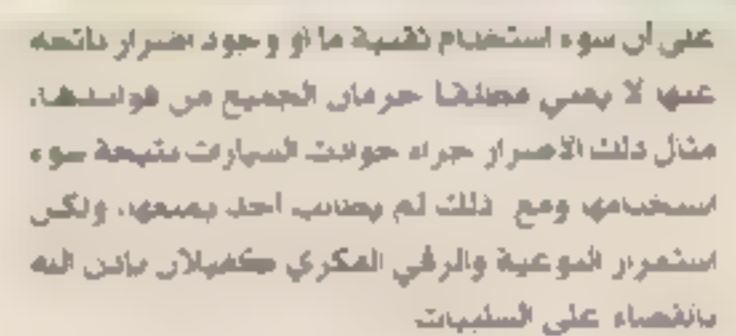 على أن سوء استخدام تقنية ما أو وجود أضرار ناتجة
عنها لا يعني مطلقا حرمان الجميع من فوائدها،
مثال ذلك الأضرار جراء حوادث السيارات نتيجة سوء
استخدامها ومع ذلك لم يطالب أحد بمنعها، ولكن
استمرار التوعية والرقي الفكري كفيلان بإذن الله
بالقضاء على السلبيات